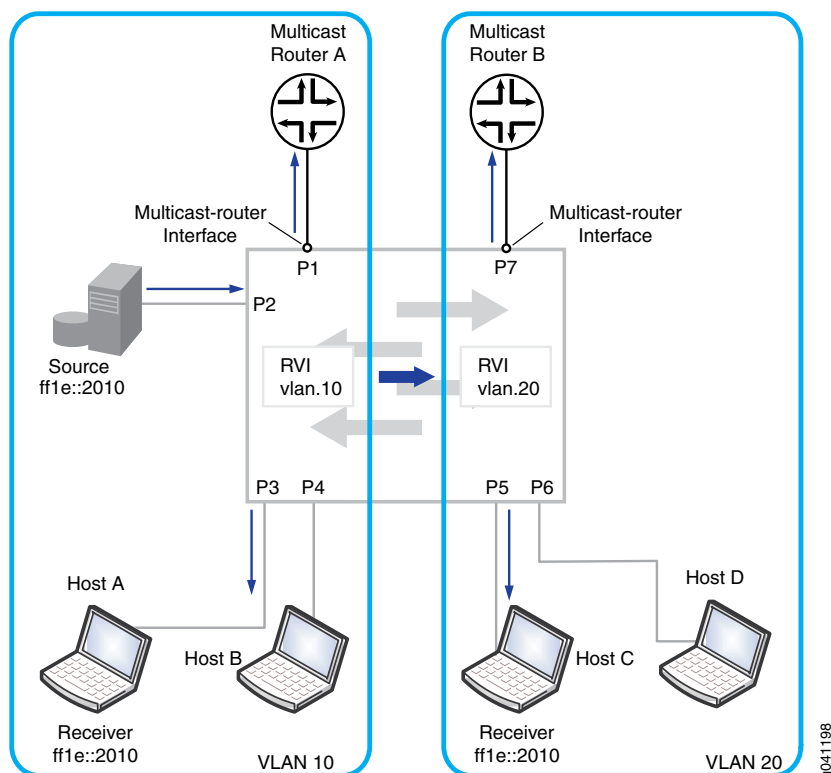 Multicast
Router A
Multicast
Router B
Multicast-router
Interface
Multicast-router
Interface
P1
P7
P2
Source
ff1e::2010
RVI
vlan.10
RVI
vlan.20
P3
P4
P5
P6
Host A
Host B
Host C
Host D
Receiver
ff1e::2010
Receiver
ff1e::2010
VLAN 10
VLAN 20
041198